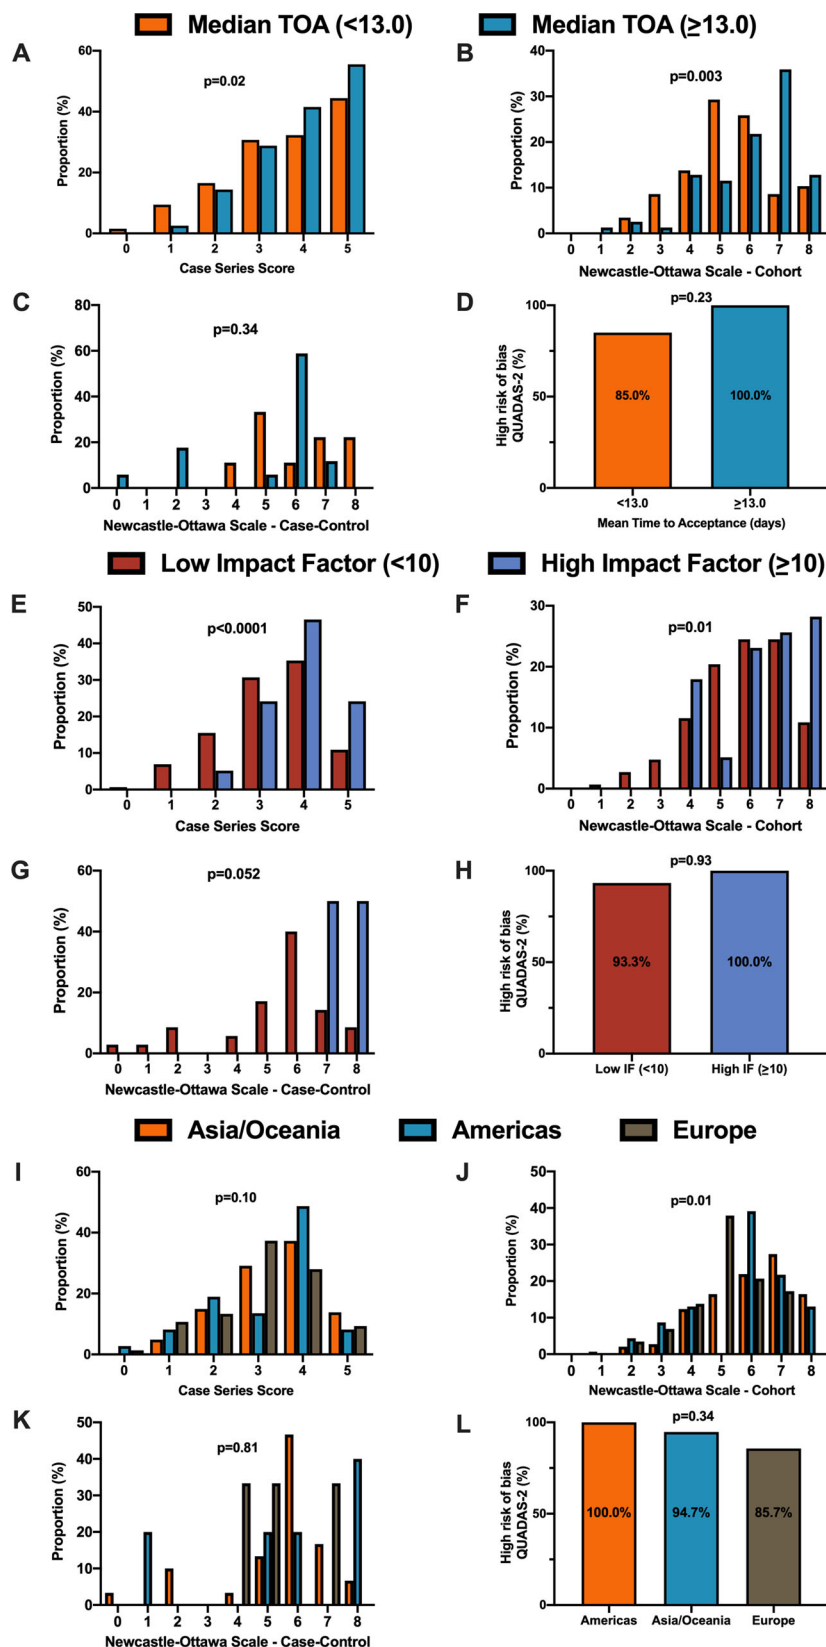 Median TOA (<13.0)
Median TOA (≥13.0)
A
p=0.02
Proportion (%)
60
40
20
0
0 1 2 3 4 5
Case Series Score
B
p=0.003
Proportion (%)
40
30
20
10
0
0 1 2 3 4 5 6 7 8
Newcastle-Ottawa Scale - Cohort
C
p=0.34
Proportion (%)
80
60
40
20
0
0 1 2 3 4 5 6 7 8
Newcastle-Ottawa Scale - Case-Control
D
p=0.23
High risk of bias
QUADAS-2 (%)
100
50
0
85.0%
100.0%
<13.0
≥13.0
Mean Time to Acceptance (days)
Low Impact Factor (<10)
High Impact Factor (≥10)
E
p<0.0001
Proportion (%)
50
40
30
20
10
0
0 1 2 3 4 5
Case Series Score
F
p=0.01
Proportion (%)
30
20
10
0
0 1 2 3 4 5 6 7 8
Newcastle-Ottawa Scale - Cohort
G
p=0.052
Proportion (%)
60
40
20
0
0 1 2 3 4 5 6 7 8
Newcastle-Ottawa Scale - Case-Control
H
p=0.93
High risk of bias
QUADAS-2 (%)
100
50
0
93.3%
100.0%
Low IF (<10)
High IF (≥10)
Asia/Oceania
Americas
Europe
I
p=0.10
Proportion (%)
60
40
20
0
0 1 2 3 4 5
Case Series Score
J
p=0.01
Proportion (%)
50
40
30
20
10
0
0 1 2 3 4 5 6 7 8
Newcastle-Ottawa Scale - Cohort
K
p=0.81
Proportion (%)
50
40
30
20
10
0
0 1 2 3 4 5 6 7 8
Newcastle-Ottawa Scale - Case-Control
L
p=0.34
High risk of bias
QUADAS-2 (%)
100
50
0
100.0%
94.7%
85.7%
Americas
Asia/Oceania
Europe